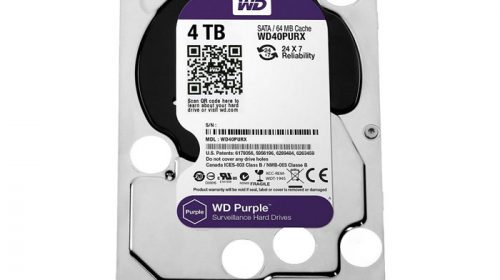 WD
4 TB
SATA / 64 MB Cache
WD40PURX
24 X 7
Reliability
Scan QR code here to
learn about your hard
drive or visit wd.com
S/N :
MDL : WD40PURX
Do not cover any drive holes
Canada ICES-003 Class B / NMB-003 Classe B
FRAGILE
Product warranty will be void if seal, label or cover is removed or damaged
Purple
WD Purple™
Surveillance Hard Drives